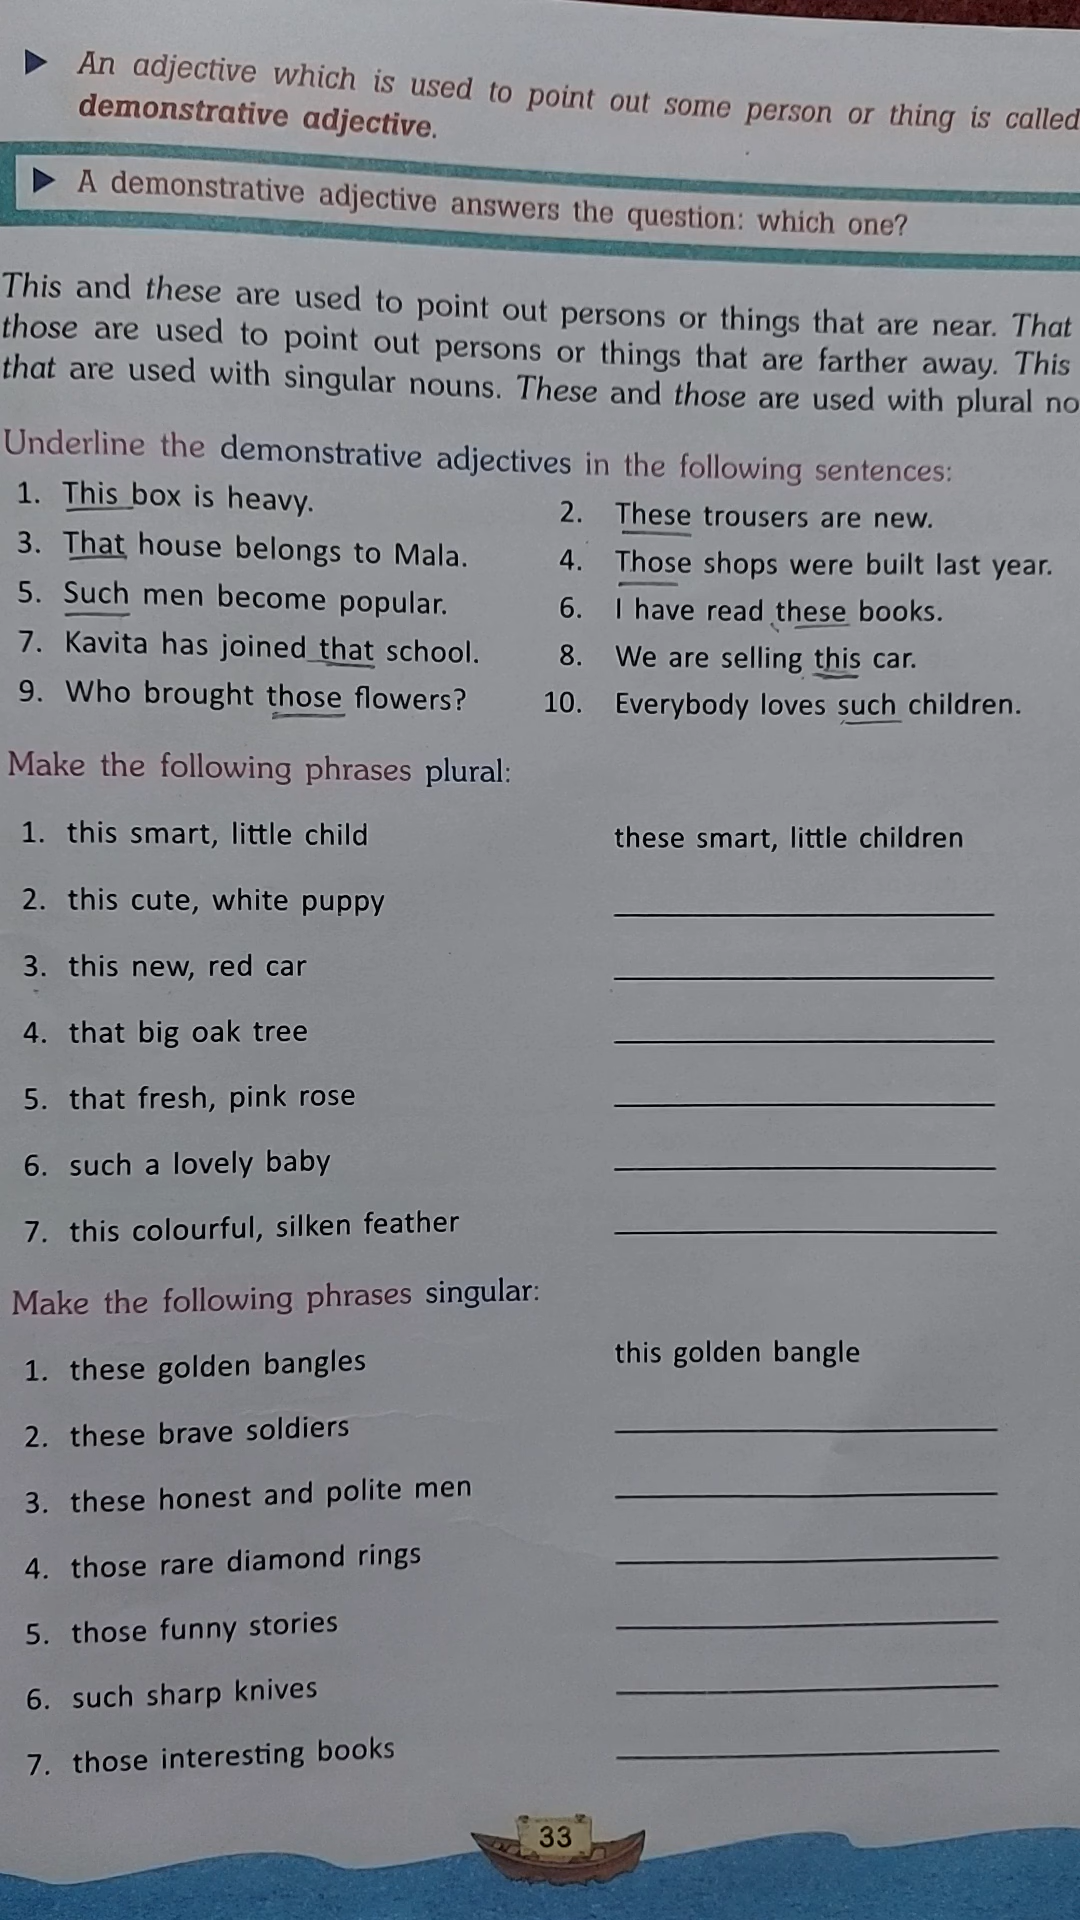 ▶ An adjective which is used to point out some person or thing is called
demonstrative adjective.
▶ A demonstrative adjective answers the question: which one?
This and these are used to point out persons or things that are near. That
those are used to point out persons or things that are farther away. This
that are used with singular nouns. These and those are used with plural no
Underline the demonstrative adjectives in the following sentences:
1. This box is heavy. 2. These trousers are new.
3. That house belongs to Mala. 4. Those shops were built last year.
5. Such men become popular. 6. I have read these books.
7. Kavita has joined that school. 8. We are selling this car.
9. Who brought those flowers? 10. Everybody loves such children.
Make the following phrases plural:
1. this smart, little child these smart, little children
2. this cute, white puppy
3. this new, red car
4. that big oak tree
5. that fresh, pink rose
6. such a lovely baby
7. this colourful, silken feather
Make the following phrases singular:
1. these golden bangles this golden bangle
2. these brave soldiers
3. these honest and polite men
4. those rare diamond rings
5. those funny stories
6. such sharp knives
7. those interesting books
33